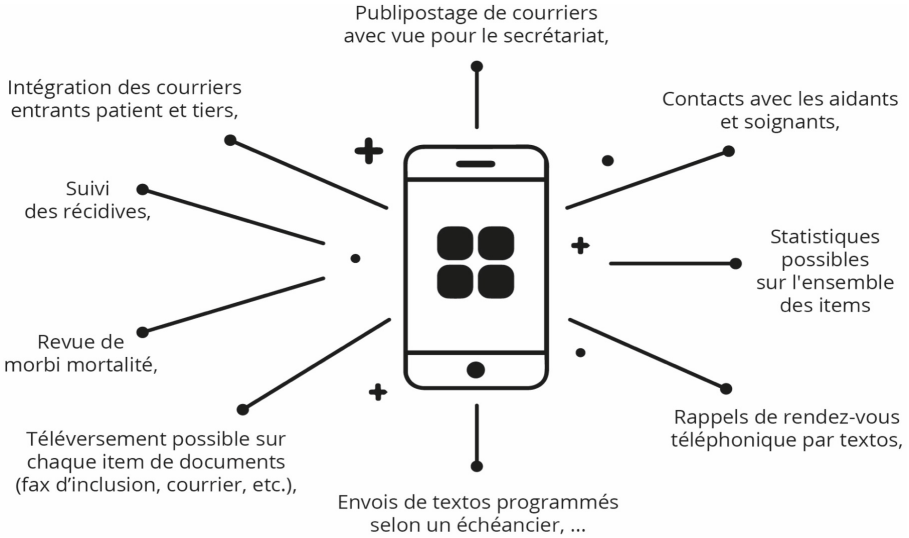 Publipostage de courriers
avec vue pour le secrétariat,
Intégration des courriers
entrants patient et tiers,
Contacts avec les aidants
et soignants,
Suivi
des récidives,
Statistiques
possibles
sur l'ensemble
des items
Revue de
morbi mortalité,
Rappels de rendez-vous
téléphonique par textos,
Téléversement possible sur
chaque item de documents
(fax d’inclusion, courrier, etc.),
Envois de textos programmés
selon un échéancier, ...